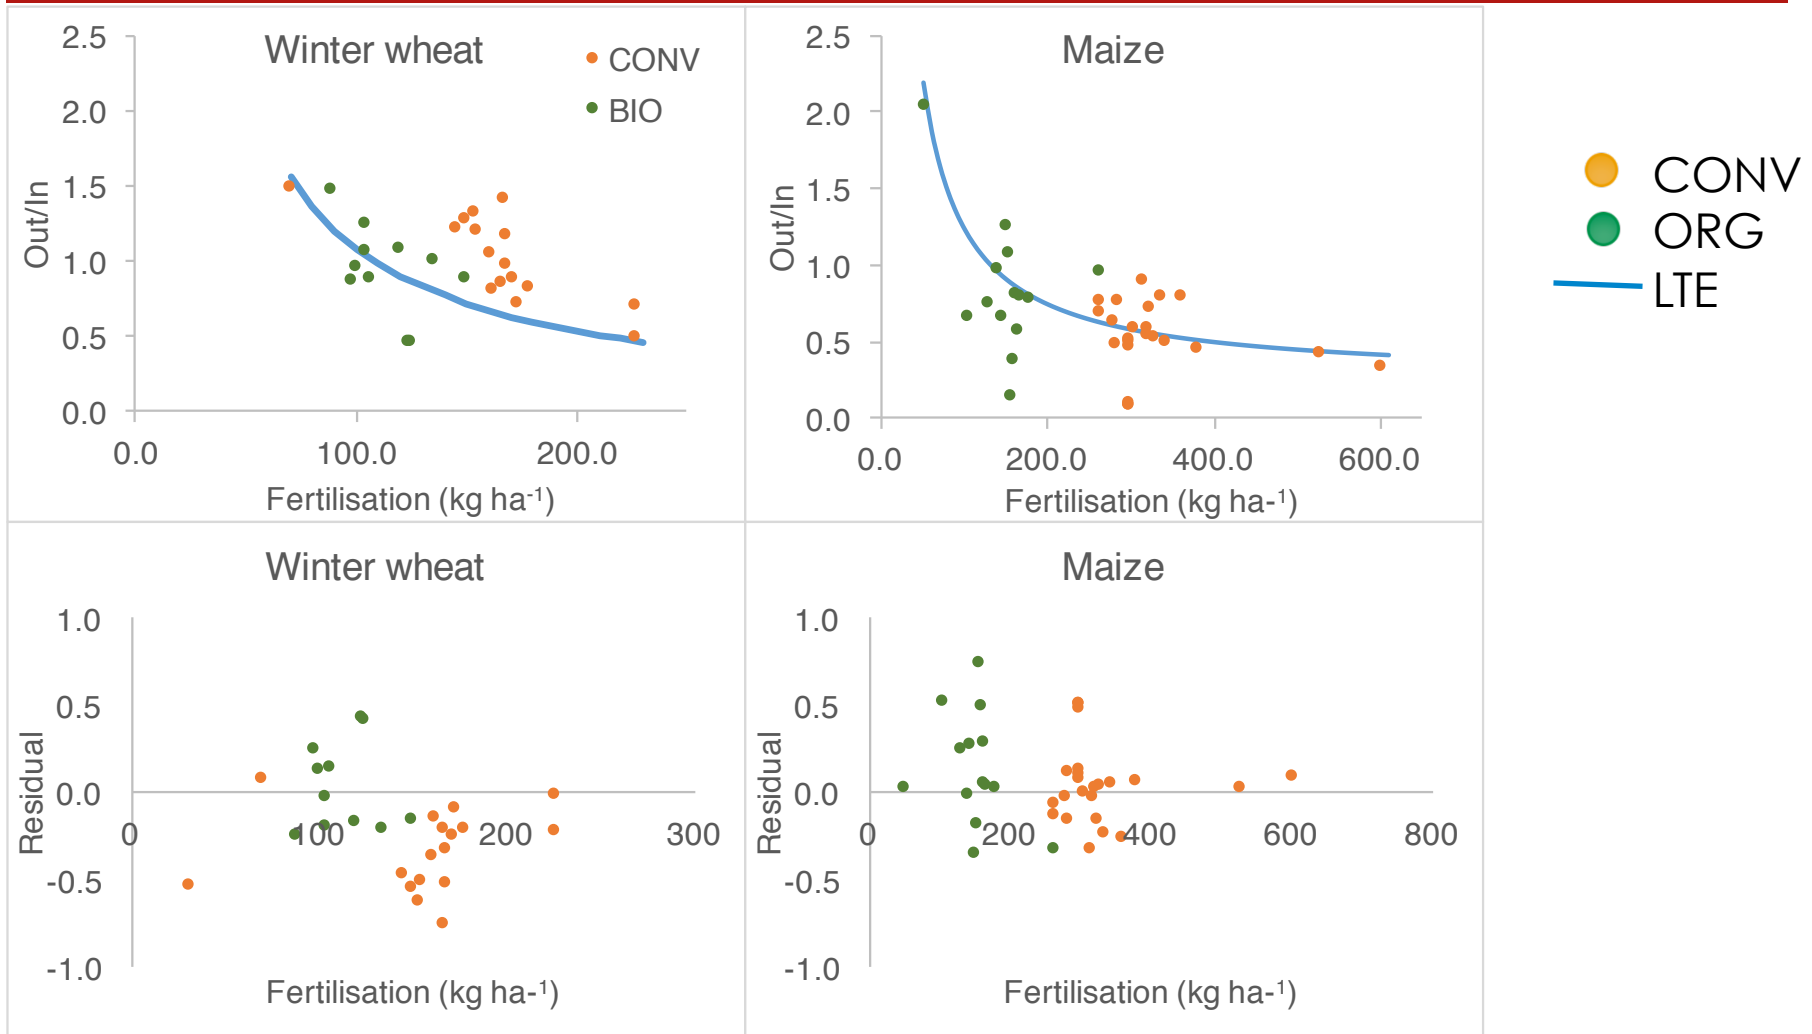 Winter wheat
CONV
BIO
2.5
2.0
1.5
1.0
0.5
0.0
Out/In
0.0 100.0 200.0
Fertilisation (kg ha-1)
Maize
2.5
2.0
1.5
1.0
0.5
0.0
Out/In
0.0 200.0 400.0 600.0
Fertilisation (kg ha-1)
CONV
ORG
LTE
Winter wheat
1.0
0.5
0.0
-0.5
-1.0
Residual
0 100 200 300
Fertilisation (kg ha-1)
Maize
1.0
0.5
0.0
-0.5
-1.0
Residual
0 200 400 600 800
Fertilisation (kg ha-1)